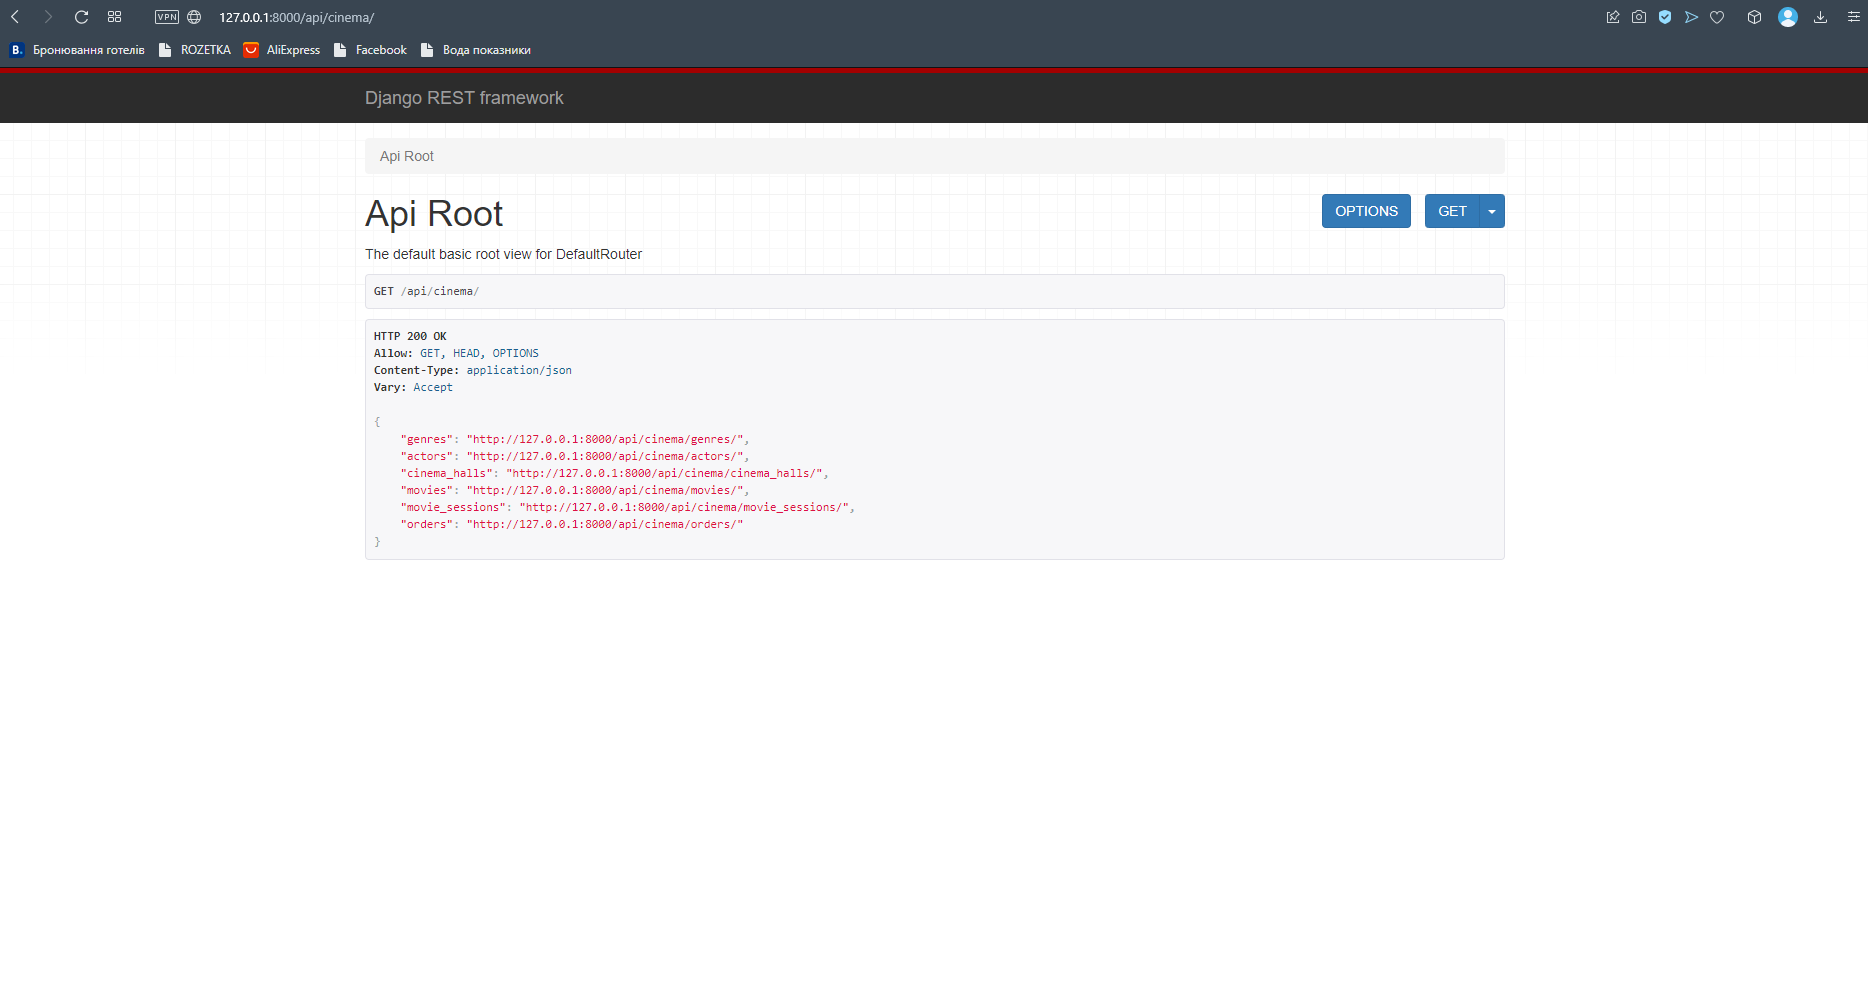 VPN 127.0.0.1:8000/api/cinema/
B. Бронювання готелів ROZETKA AliExpress Facebook Вода показники
Django REST framework
Api Root
Api Root
OPTIONS GET
The default basic root view for DefaultRouter
GET /api/cinema/
HTTP 200 OK
Allow: GET, HEAD, OPTIONS
Content-Type: application/json
Vary: Accept
{
    "genres": "http://127.0.0.1:8000/api/cinema/genres/",
    "actors": "http://127.0.0.1:8000/api/cinema/actors/",
    "cinema_halls": "http://127.0.0.1:8000/api/cinema/cinema_halls/",
    "movies": "http://127.0.0.1:8000/api/cinema/movies/",
    "movie_sessions": "http://127.0.0.1:8000/api/cinema/movie_sessions/",
    "orders": "http://127.0.0.1:8000/api/cinema/orders/"
}